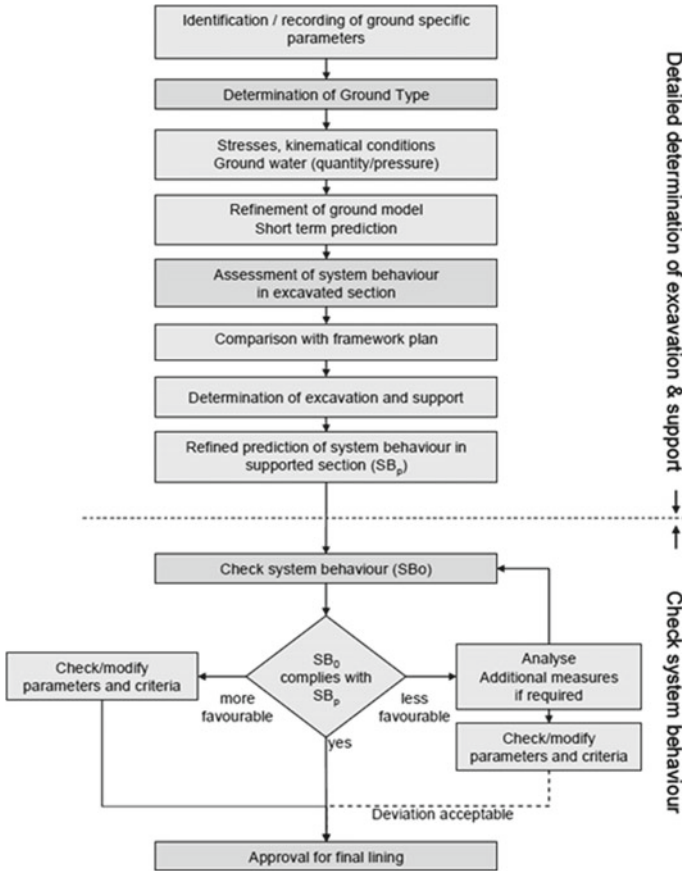 Identification / recording of ground specific
parameters
Determination of Ground Type
Stresses, kinematical conditions
Ground water (quantity/pressure)
Refinement of ground model
Short term prediction
Assessment of system behaviour
in excavated section
Comparison with framework plan
Determination of excavation and support
Refined prediction of system behaviour in
supported section (SBp)
Detailed determination of excavation & support
Check system behaviour (SBo)
SB0
complies with
SBp
Check/modify
parameters and criteria
more
favourable
less
favourable
yes
Analyse
Additional measures
if required
Check/modify
parameters and criteria
Deviation acceptable
Approval for final lining
Check system behaviour